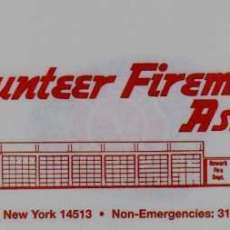 unteer Firem
As
Newark
Fire
Dept.
New York 14513 • Non-Emergencies: 31